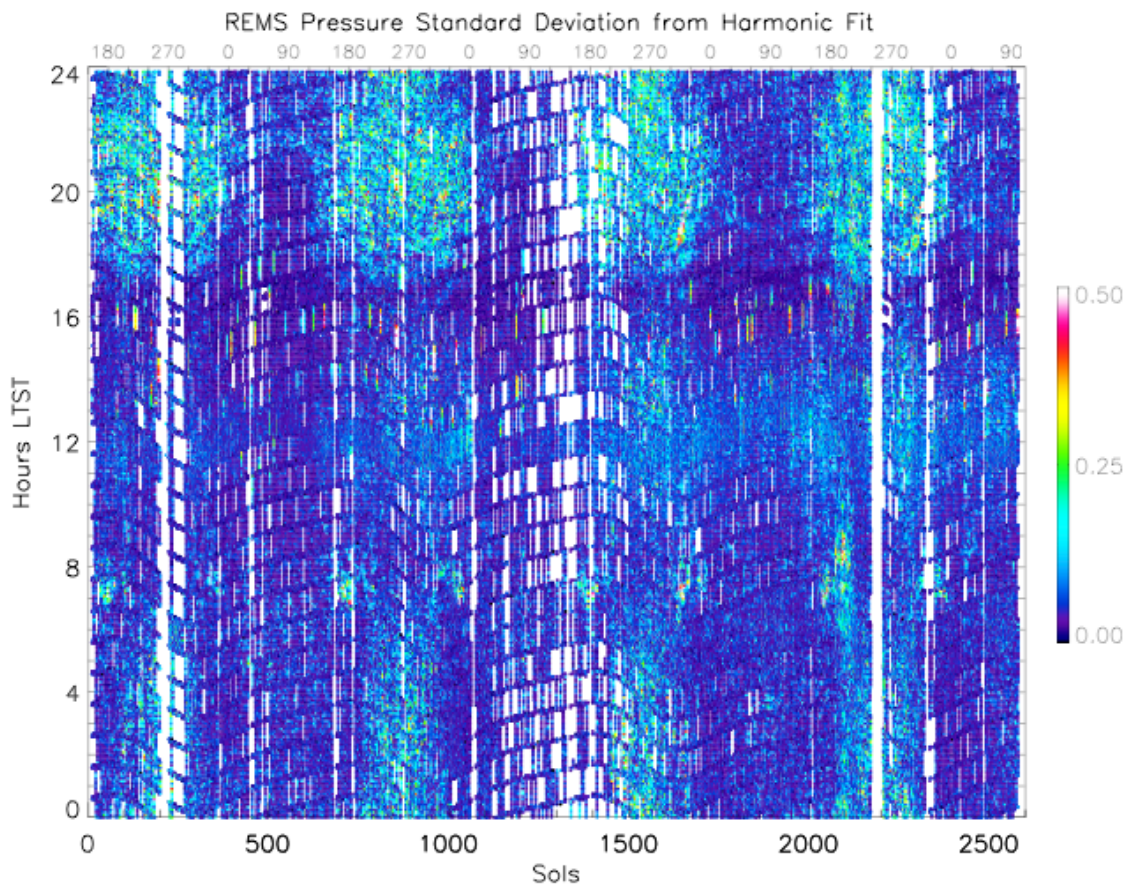 REMS Pressure Standard Deviation from Harmonic Fit
180 270 0 90 180 270 0 90 180 270 0 90 180 270 0 90
24
20
16
12
8
4
0
Hours LTST
0 500 1000 1500 2000 2500
Sols
0.50
0.25
0.00